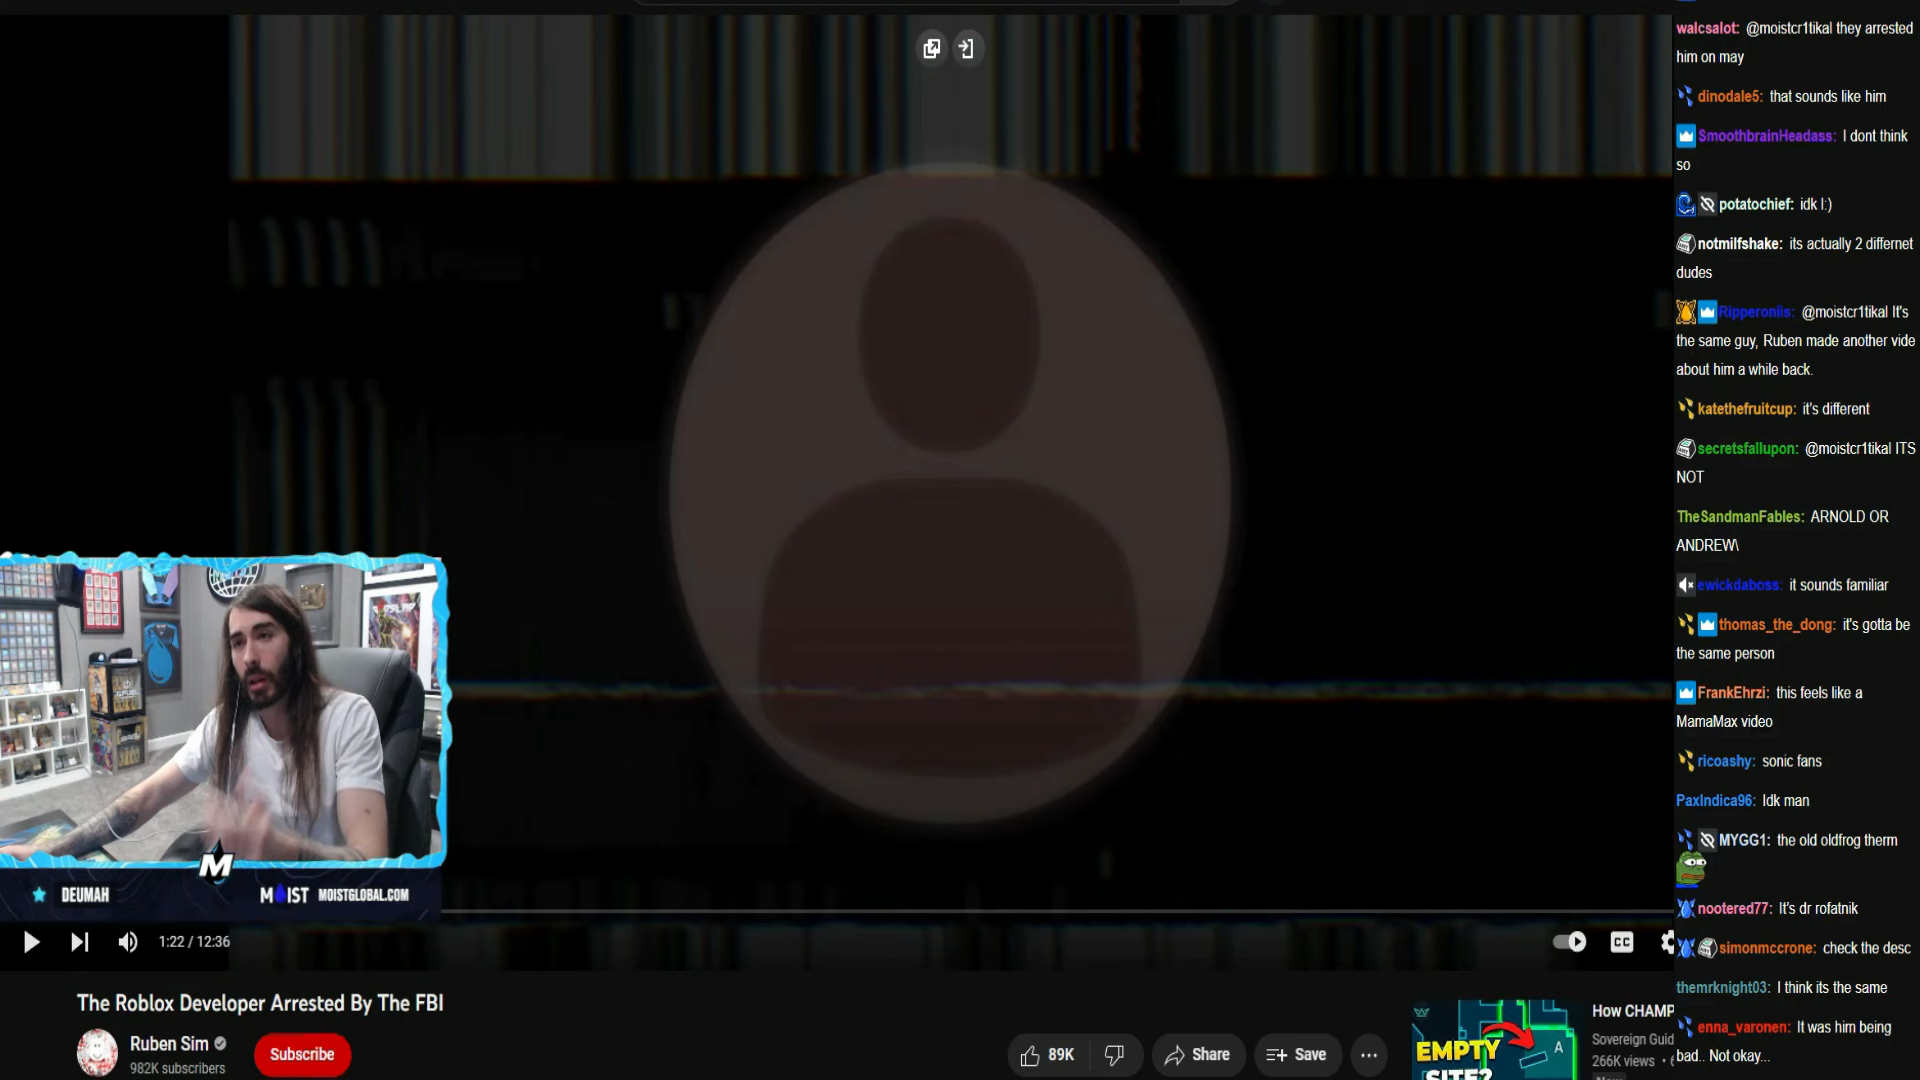 walcsalot: @moistcr1tikal they arrested
him on may
dinodale5: that sounds like him
SmoothbrainHeadass: I dont think
so
potatochief: idk l:)
notmilfshake: its actually 2 differnet
dudes
Ripperoniis: @moistcr1tikal It's
the same guy, Ruben made another vide
about him a while back.
katethefruitcup: it's different
secretsfallupon: @moistcr1tikal ITS
NOT
TheSandmanFables: ARNOLD OR
ANDREW\
ewickdaboss: it sounds familiar
thomas_the_dong: it's gotta be
the same person
FrankEhrzi: this feels like a
MamaMax video
ricoashy: sonic fans
PaxIndica96: Idk man
MYGG1: the old oldfrog therm
nootered77: It's dr rofatnik
simonmccrone: check the desc
themrknight03: I think its the same
enna_varonen: It was him being
bad.. Not okay...
M
DEUMAH
MOIST MOISTGLOBAL.COM
1:22 / 12:36
CC
The Roblox Developer Arrested By The FBI
Ruben Sim
982K subscribers
Subscribe
89K
Share
Save
EMPTY
SITE?
A
How CHAMP
Sovereign Guid
266K views •